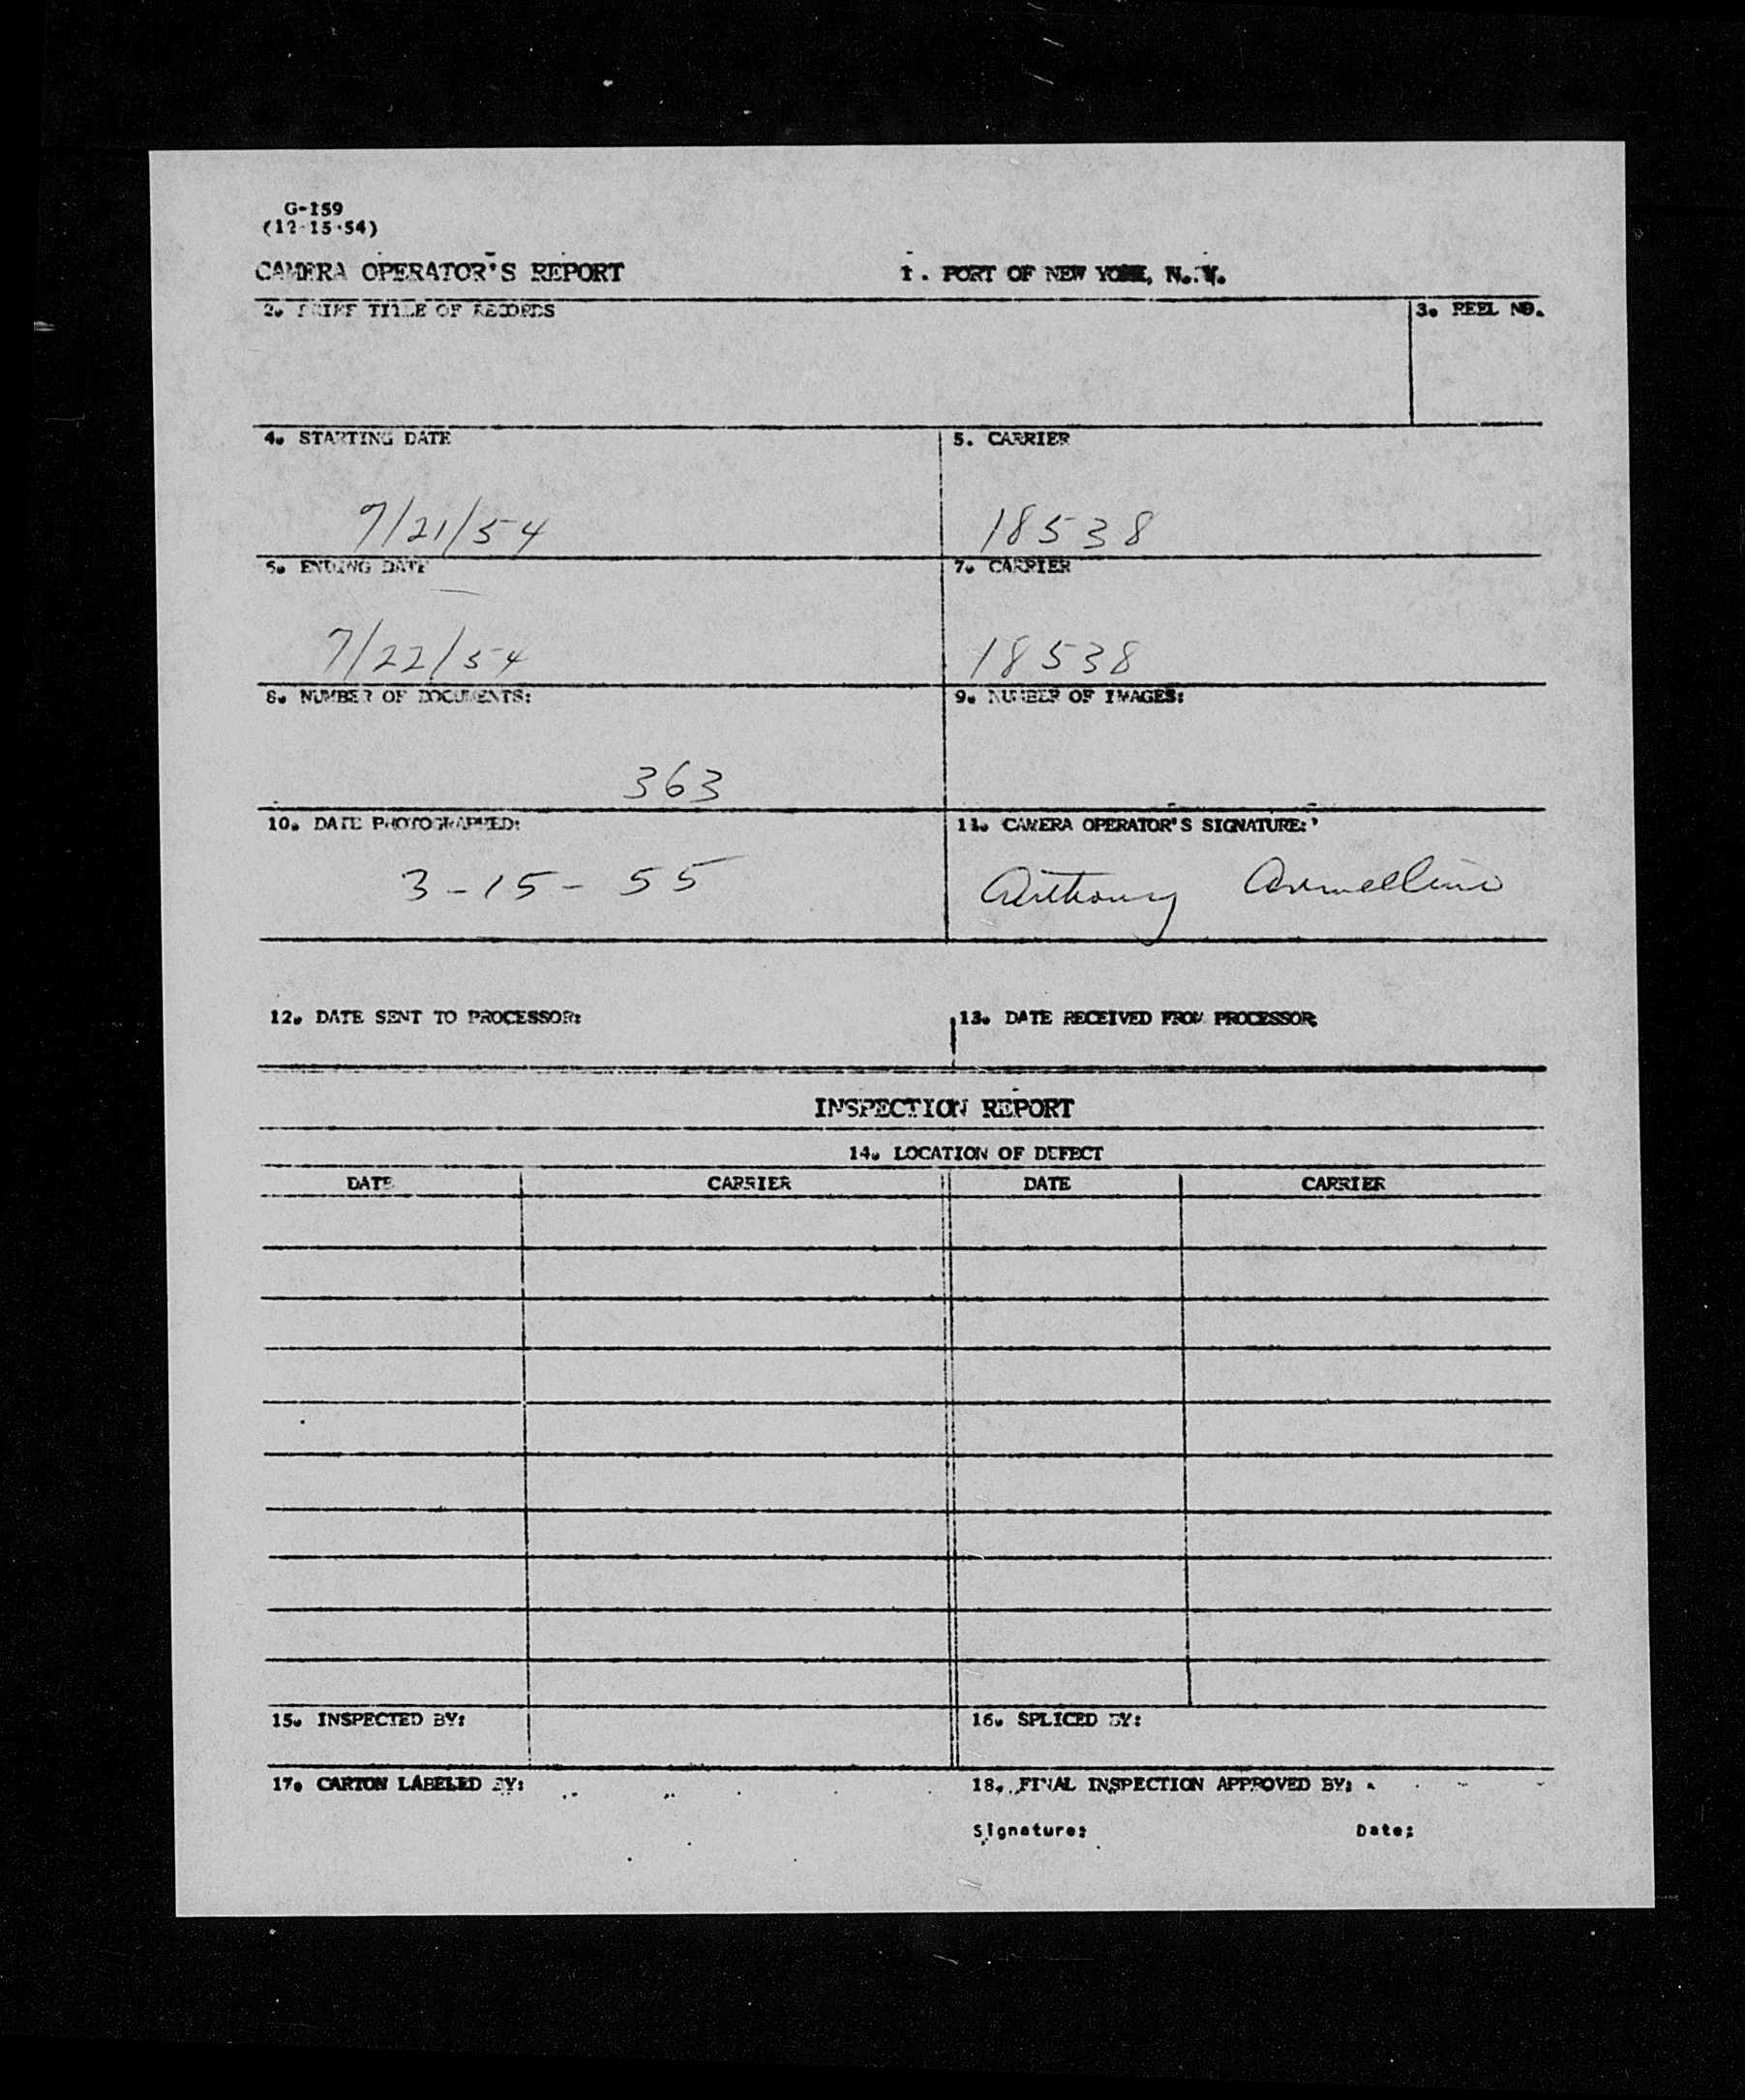 G-159
(12-15-54)
CAMERA OPERATOR'S REPORT 1. PORT OF NEW YORK, N. Y.
2. BRIEF TITLE OF RECORDS 3. REEL NO.
4. STARTING DATE 5. CARRIER
7/21/54 18538
6. ENDING DATE 7. CARRIER
7/22/54 18538
8. NUMBER OF DOCUMENTS: 9. NUMBER OF IMAGES:
363
10. DATE PHOTOGRAPHED: 11. CAMERA OPERATOR'S SIGNATURE:
3-15-55 Anthony Armellino
12. DATE SENT TO PROCESSOR: 13. DATE RECEIVED FROM PROCESSOR
INSPECTION REPORT
14. LOCATION OF DEFECT
DATE CARRIER DATE CARRIER
15. INSPECTED BY: 16. SPLICED BY:
17. CARTON LABELED BY: 18. FINAL INSPECTION APPROVED BY:
Signature: Date: